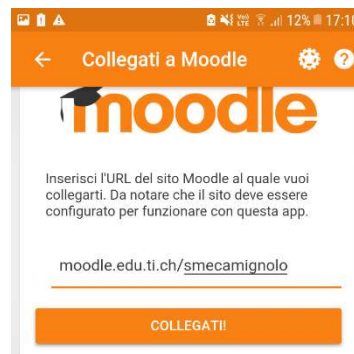 12% 17:10
Collegati a Moodle
moodle
Inserisci l'URL del sito Moodle al quale vuoi
collegarti. Da notare che il sito deve essere
configurato per funzionare con questa app.
moodle.edu.ti.ch/smecamignolo
COLLEGATI!